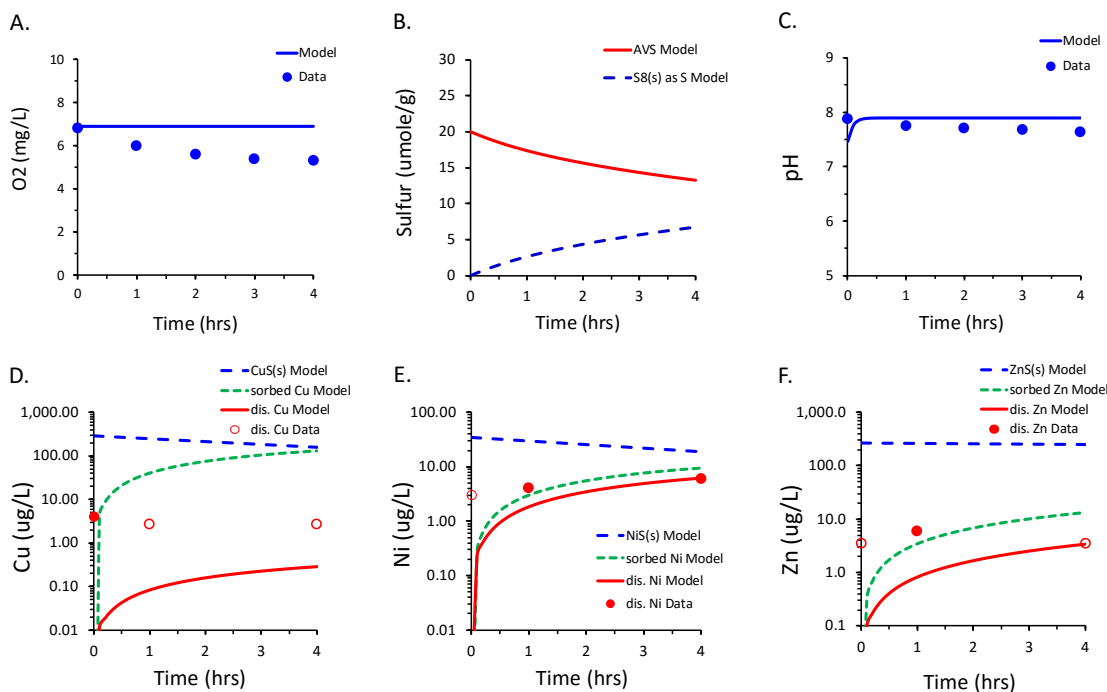 A.
Model
Data
O2 (mg/L)
10
8
6
4
2
0
0 1 2 3 4
Time (hrs)
B.
AVS Model
S8(s) as S Model
Sulfur (umole/g)
30
25
20
15
10
5
0
0 1 2 3 4
Time (hrs)
C.
Model
Data
pH
9
8
7
6
5
0 1 2 3 4
Time (hrs)
D.
CuS(s) Model
sorbed Cu Model
dis. Cu Model
dis. Cu Data
Cu (ug/L)
1,000.00
100.00
10.00
1.00
0.10
0.01
0 1 2 3 4
Time (hrs)
E.
Ni (ug/L)
100.00
10.00
1.00
0.10
0.01
NiS(s) Model
sorbed Ni Model
dis. Ni Model
dis. Ni Data
0 1 2 3 4
Time (hrs)
F.
ZnS(s) Model
sorbed Zn Model
dis. Zn Model
dis. Zn Data
Zn (ug/L)
1,000.0
100.0
10.0
1.0
0.1
0 1 2 3 4
Time (hrs)